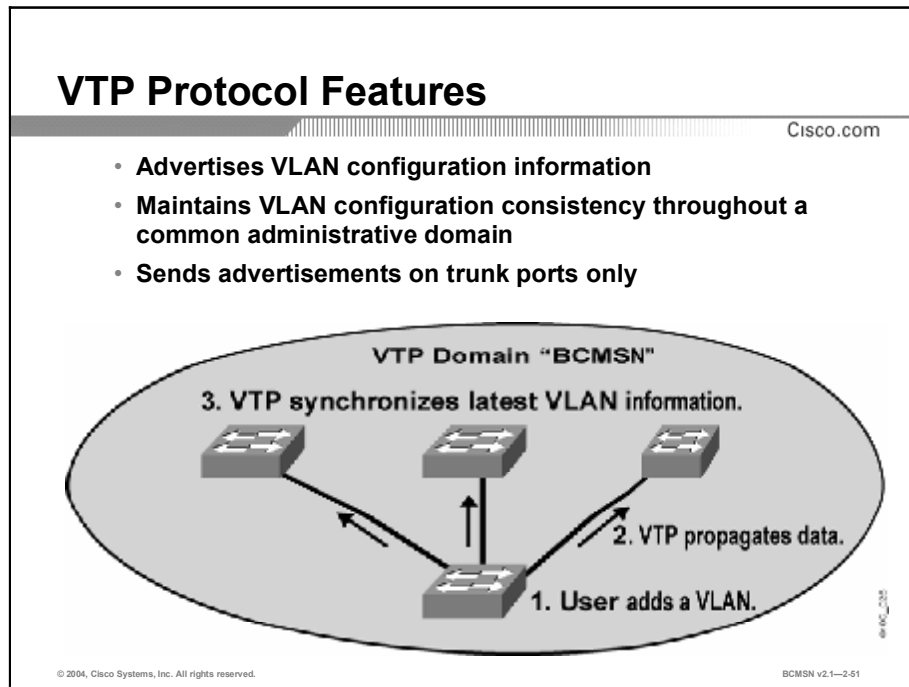 VTP Protocol Features
Cisco.com
• Advertises VLAN configuration information
• Maintains VLAN configuration consistency throughout a
common administrative domain
• Sends advertisements on trunk ports only
VTP Domain “BCMSN”
3. VTP synchronizes latest VLAN information.
2. VTP propagates data.
1. User adds a VLAN.
© 2004, Cisco Systems, Inc. All rights reserved.
BCMSN v2.1—2-51